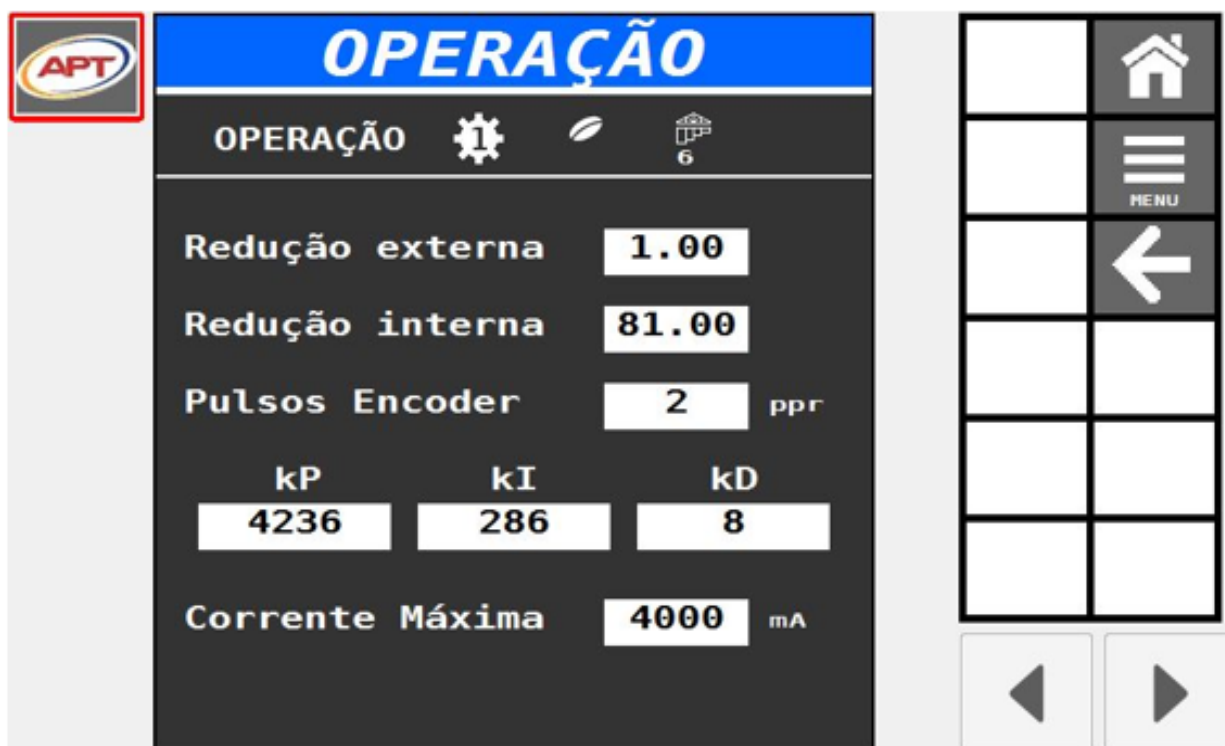 APT
OPERAÇÃO
OPERAÇÃO 1
6
MENU
Redução externa 1.00
Redução interna 81.00
Pulsos Encoder 2 ppr
kP kI kD
4236 286 8
Corrente Máxima 4000 mA